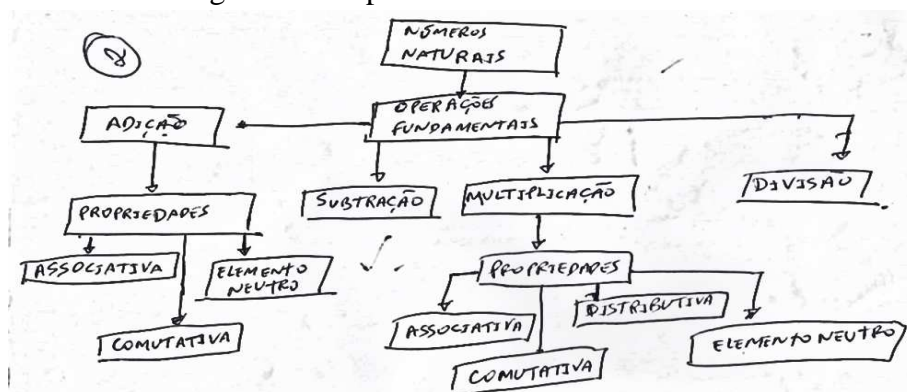 8
NÚMEROS
NATURAIS
OPERAÇÕES
FUNDAMENTAIS
ADIÇÃO
SUBTRAÇÃO
MULTIPLICAÇÃO
DIVISÃO
PROPRIEDADES
ASSOCIATIVA
ELEMENTO
NEUTRO
COMUTATIVA
PROPRIEDADES
ASSOCIATIVA
DISTRIBUTIVA
ELEMENTO NEUTRO
COMUTATIVA